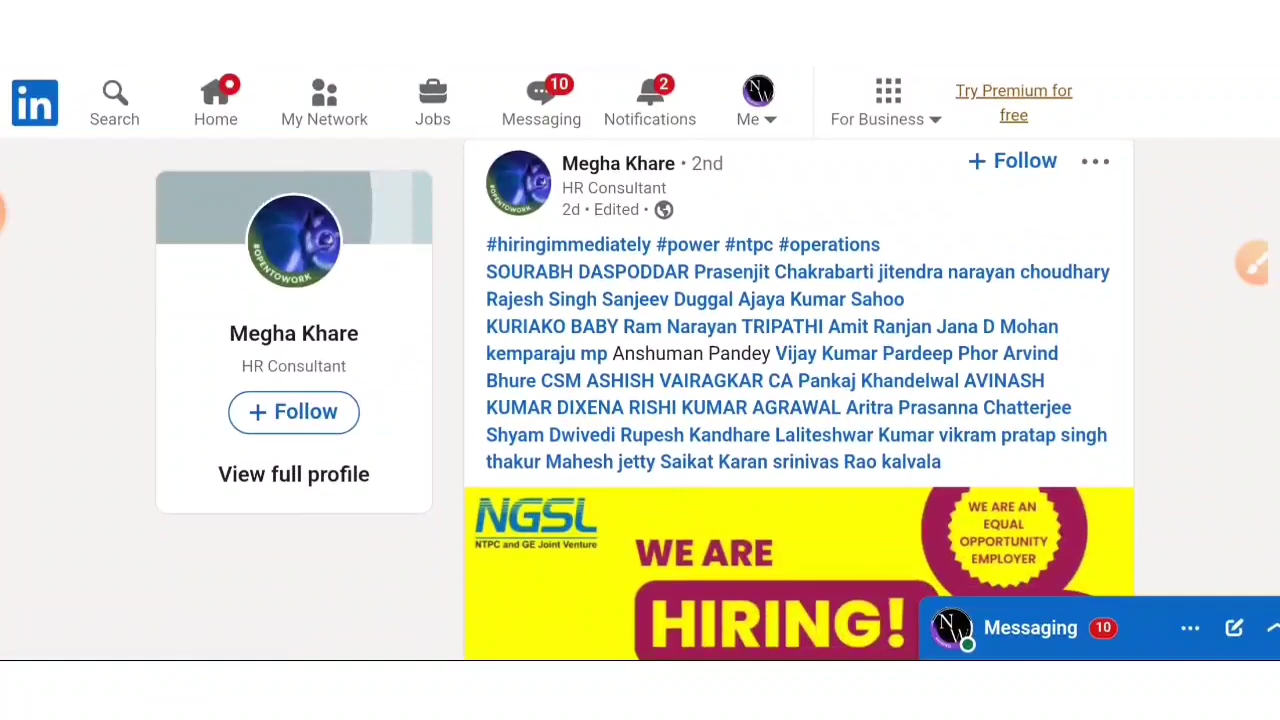 in
Search
Home
My Network
Jobs
10
Messaging
2
Notifications
Me
For Business
Try Premium for
free
#OPENTOWORK
Megha Khare
HR Consultant
+ Follow
View full profile
Megha Khare • 2nd
HR Consultant
2d • Edited •
+ Follow
#hiringimmediately #power #ntpc #operations
SOURABH DASPODDAR Prasenjit Chakrabarti jitendra narayan choudhary
Rajesh Singh Sanjeev Duggal Ajaya Kumar Sahoo
KURIAKO BABY Ram Narayan TRIPATHI Amit Ranjan Jana D Mohan
kemparaju mp Anshuman Pandey Vijay Kumar Pardeep Phor Arvind
Bhure CSM ASHISH VAIRAGKAR CA Pankaj Khandelwal AVINASH
KUMAR DIXENA RISHI KUMAR AGRAWAL Aritra Prasanna Chatterjee
Shyam Dwivedi Rupesh Kandhare Laliteshwar Kumar vikram pratap singh
thakur Mahesh jetty Saikat Karan srinivas Rao kalvala
NGSL
NTPC and GE Joint Venture
WE ARE
HIRING!
WE ARE AN
EQUAL
OPPORTUNITY
EMPLOYER
NW
Messaging 10